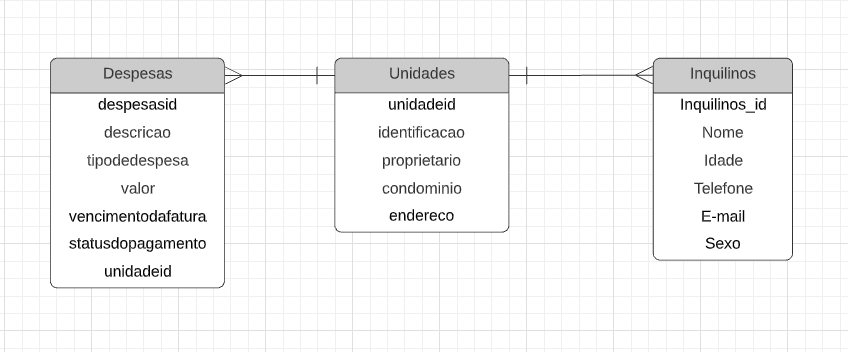 Despesas
despesasid
descricao
tipodedespesa
valor
vencimentodafatura
statusdopagamento
unidadeid
Unidades
unidadeid
identificacao
proprietario
condominio
endereco
Inquilinos
Inquilinos_id
Nome
Idade
Telefone
E-mail
Sexo